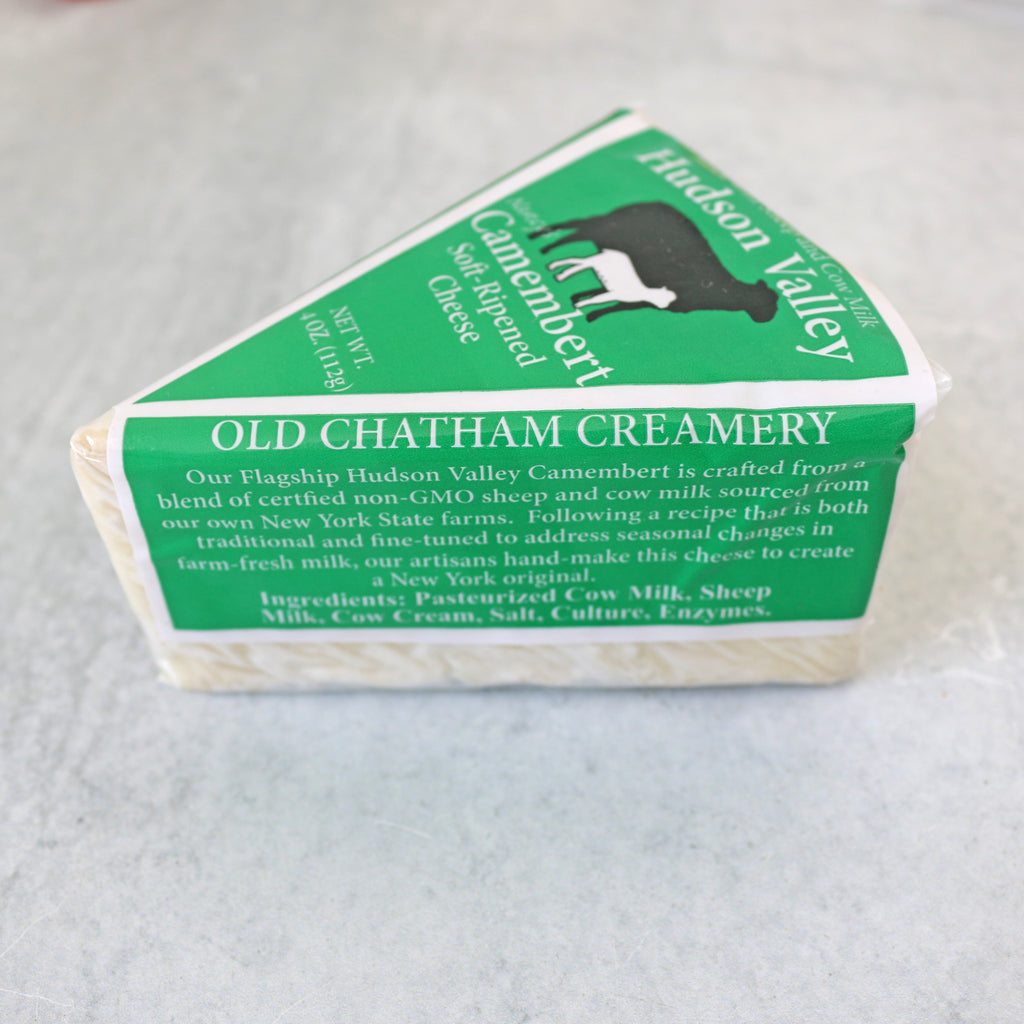 and Cow Milk
Hudson Valley
Camembert
Soft-Ripened
Cheese
NET WT.
4 OZ. (112g)
OLD CHATHAM CREAMERY
Our Flagship Hudson Valley Camembert is crafted from a
blend of certfied non-GMO sheep and cow milk sourced from
our own New York State farms. Following a recipe that is both
traditional and fine-tuned to address seasonal changes in
farm-fresh milk, our artisans hand-make this cheese to create
a New York original.
Ingredients: Pasteurized Cow Milk, Sheep
Milk, Cow Cream, Salt, Culture, Enzymes.